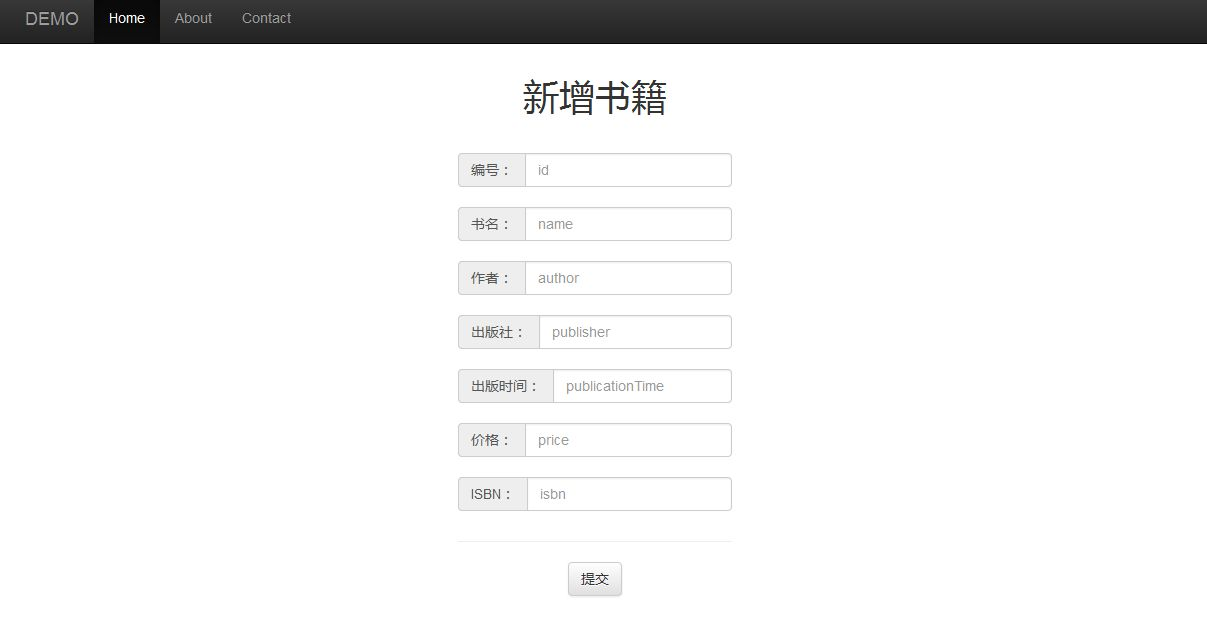 DEMO Home About Contact
新增书籍
编号： id
书名： name
作者： author
出版社： publisher
出版时间： publicationTime
价格： price
ISBN： isbn
提交